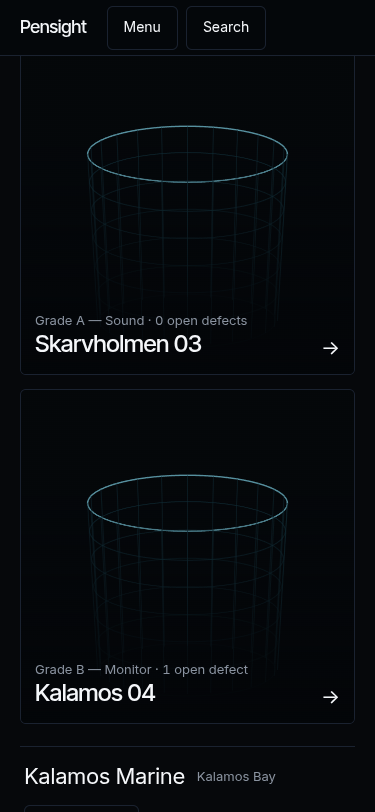 Pensight Menu Search
Grade A — Sound · 0 open defects
Skarvholmen 03 →
Grade B — Monitor · 1 open defect
Kalamos 04 →
Kalamos Marine Kalamos Bay